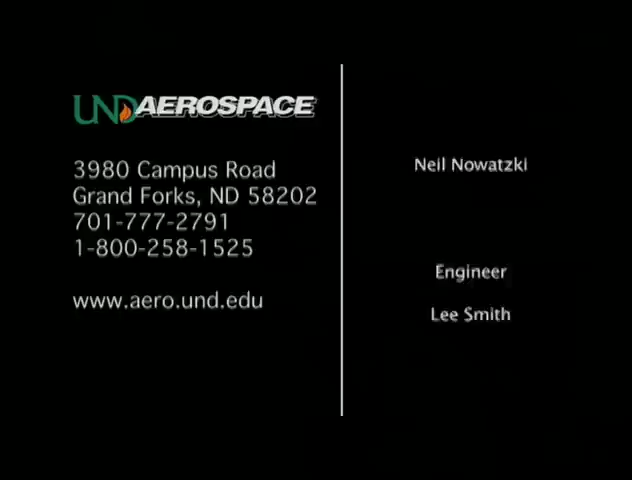 UNDAEROSPACE
3980 Campus Road
Grand Forks, ND 58202
701-777-2791
1-800-258-1525
www.aero.und.edu
Neil Nowatzki
Engineer
Lee Smith